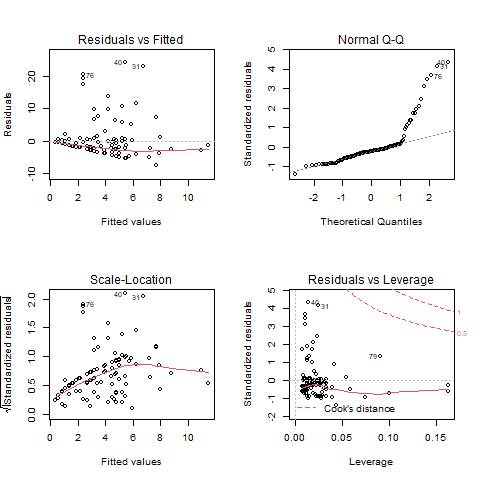 Residuals vs Fitted
Residuals
-10 0 10 20
40
31
76
0 2 4 6 8 10
Fitted values
Normal Q-Q
Standardized residuals
-1 0 1 2 3 4 5
40
31
76
-2 -1 0 1 2
Theoretical Quantiles
Scale-Location
√|Standardized residuals|
0.0 0.5 1.0 1.5 2.0
40
31
76
0 2 4 6 8 10
Fitted values
Residuals vs Leverage
Standardized residuals
-2 -1 0 1 2 3 4 5
40
31
79
1
0.5
Cook's distance
0.00 0.05 0.10 0.15
Leverage